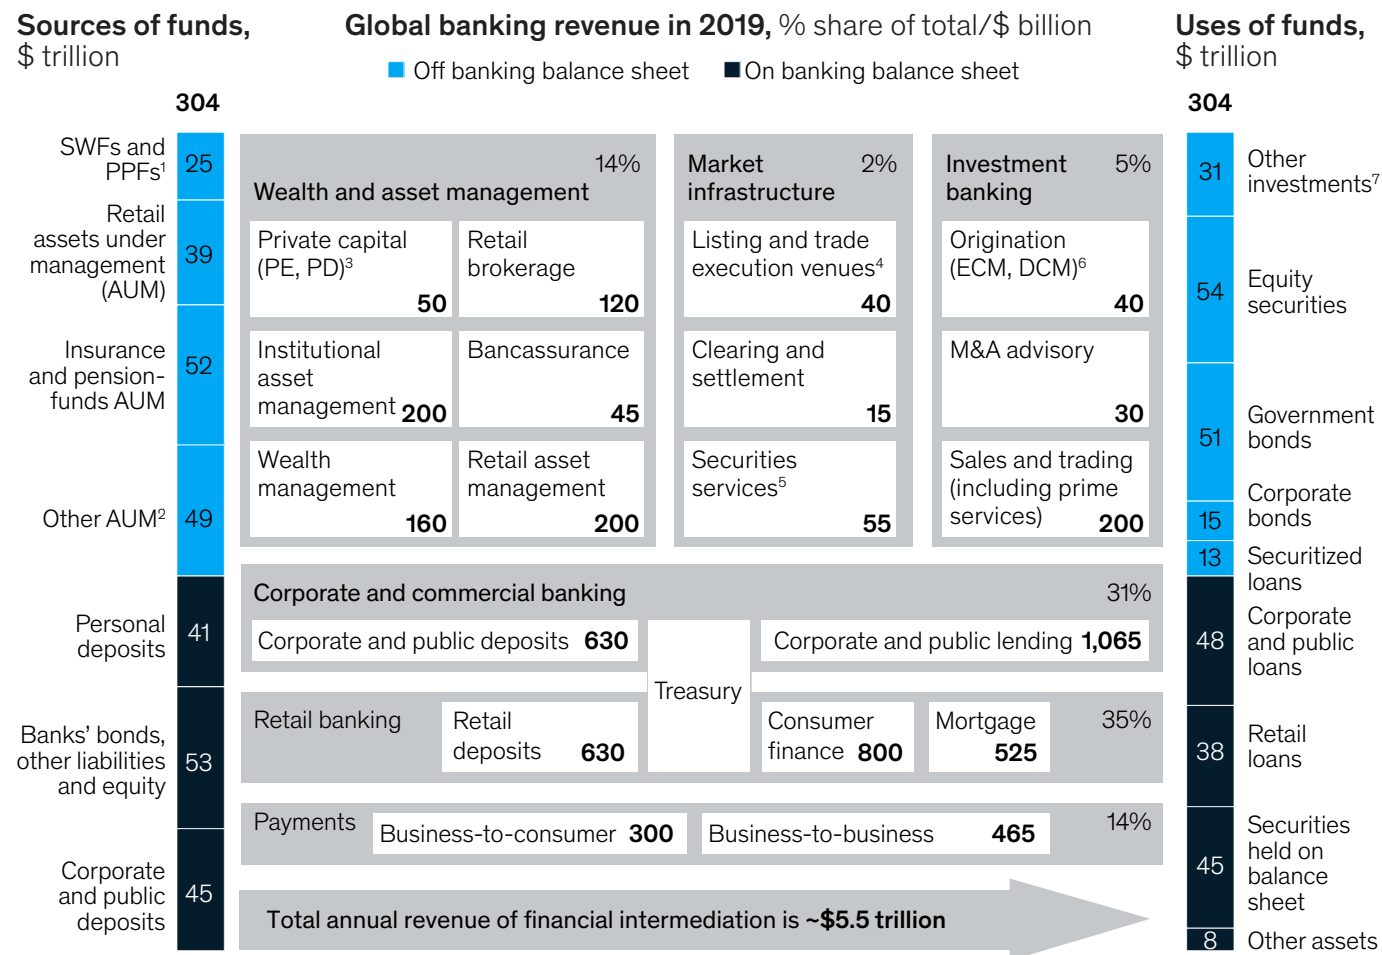 Sources of funds,
$ trillion
304
SWFs and
PPFs¹
25
Retail
assets under
management
(AUM)
39
Insurance
and pension-
funds AUM
52
Other AUM²
49
Personal
deposits
41
Banks’ bonds,
other liabilities
and equity
53
Corporate
and public
deposits
45
Global banking revenue in 2019, % share of total/$ billion
Off banking balance sheet
On banking balance sheet
14%
Wealth and asset management
Private capital
(PE, PD)³
50
Retail
brokerage
120
Institutional
asset
management 200
Bancassurance
45
Wealth
management
160
Retail asset
management
200
Market 2%
infrastructure
Listing and trade
execution venues⁴
40
Clearing and
settlement
15
Securities
services⁵
55
Investment 5%
banking
Origination
(ECM, DCM)⁶
40
M&A advisory
30
Sales and trading
(including prime
services) 200
Corporate and commercial banking 31%
Corporate and public deposits 630
Corporate and public lending 1,065
Treasury
Retail banking
Retail
deposits 630
Consumer
finance 800
Mortgage
525
35%
Payments
Business-to-consumer 300
Business-to-business 465
14%
Total annual revenue of financial intermediation is ~$5.5 trillion
Uses of funds,
$ trillion
304
31
Other
investments⁷
54
Equity
securities
51
Government
bonds
15
Corporate
bonds
13
Securitized
loans
48
Corporate
and public
loans
38
Retail
loans
45
Securities
held on
balance
sheet
8
Other assets